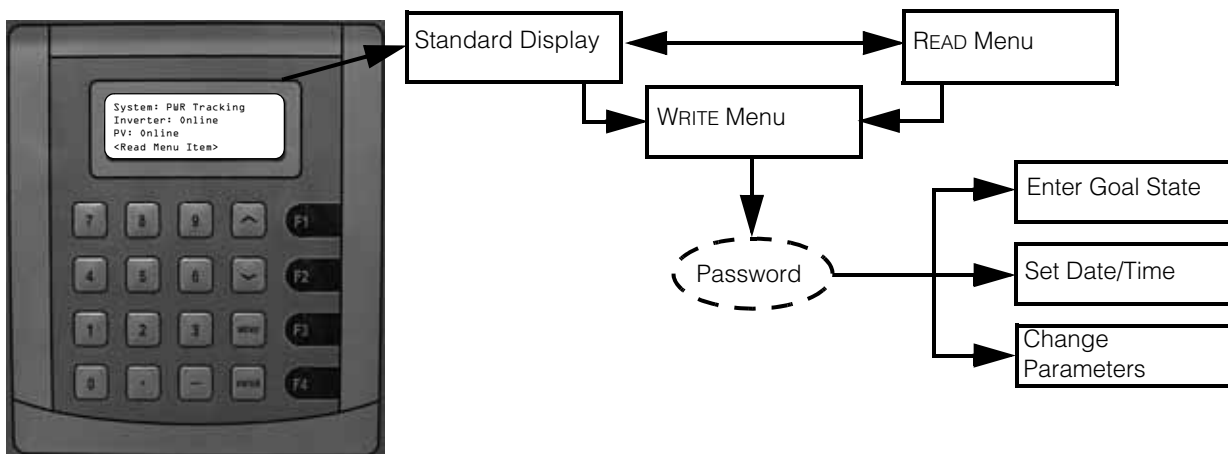 System: PWR Tracking
Inverter: Online
PV: Online
<Read Menu Item>
7 8 9 F1
4 5 6 F2
1 2 3 MENU F3
0 • — ENTER F4
Standard Display
READ Menu
WRITE Menu
Password
Enter Goal State
Set Date/Time
Change
Parameters